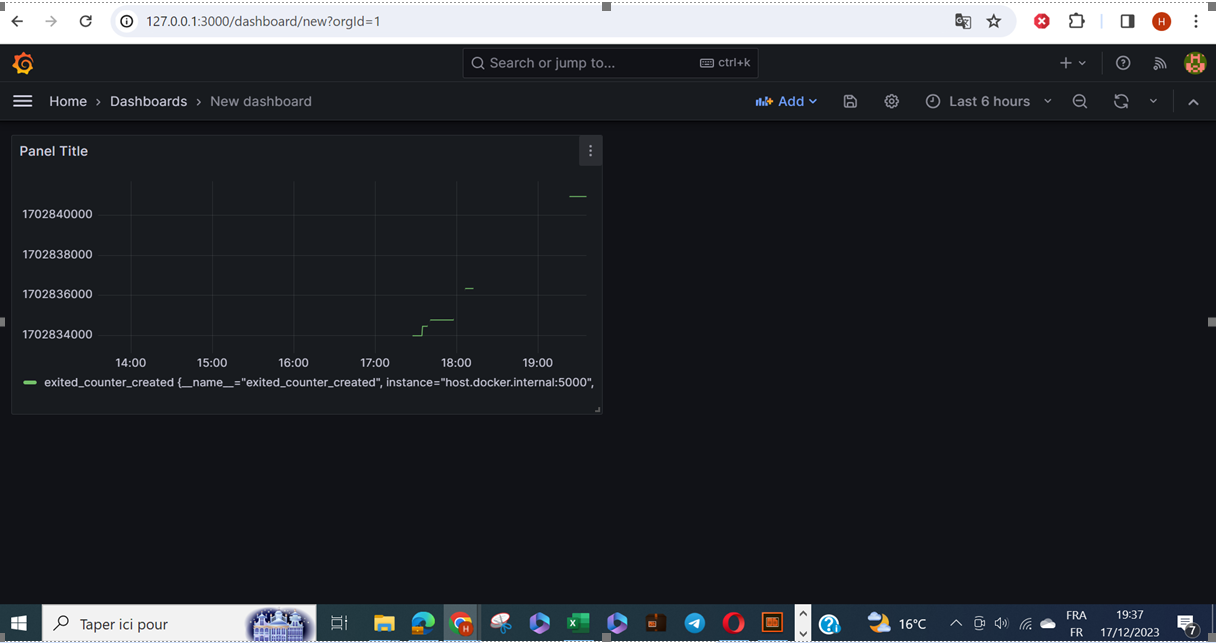 127.0.0.1:3000/dashboard/new?orgId=1
H
Search or jump to...
ctrl+k
Home › Dashboards › New dashboard
Add
Last 6 hours
Panel Title
1702840000
1702838000
1702836000
1702834000
14:00 15:00 16:00 17:00 18:00 19:00
exited_counter_created {__name__="exited_counter_created", instance="host.docker.internal:5000",
Taper ici pour
H
16°C
FRA
FR
19:37
17/12/2023
7